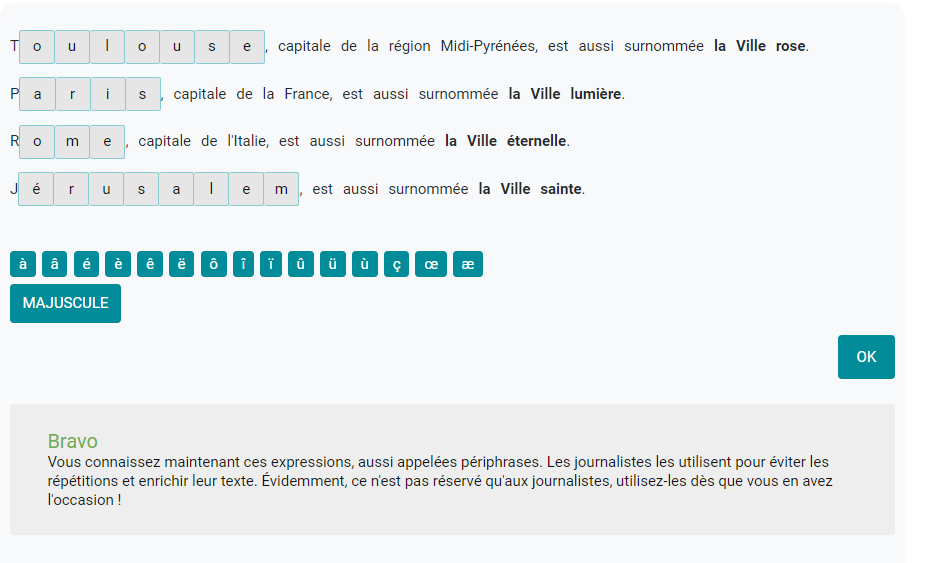 Toulouse, capitale de la région Midi-Pyrénées, est aussi surnommée la Ville rose.
Paris, capitale de la France, est aussi surnommée la Ville lumière.
Rome, capitale de l'Italie, est aussi surnommée la Ville éternelle.
Jérusalem, est aussi surnommée la Ville sainte.
à â é è ê ë ô î ï û ü ù ç œ æ
MAJUSCULE
OK
Bravo
Vous connaissez maintenant ces expressions, aussi appelées périphrases. Les journalistes les utilisent pour éviter les
répétitions et enrichir leur texte. Évidemment, ce n'est pas réservé qu'aux journalistes, utilisez-les dès que vous en avez
l'occasion !